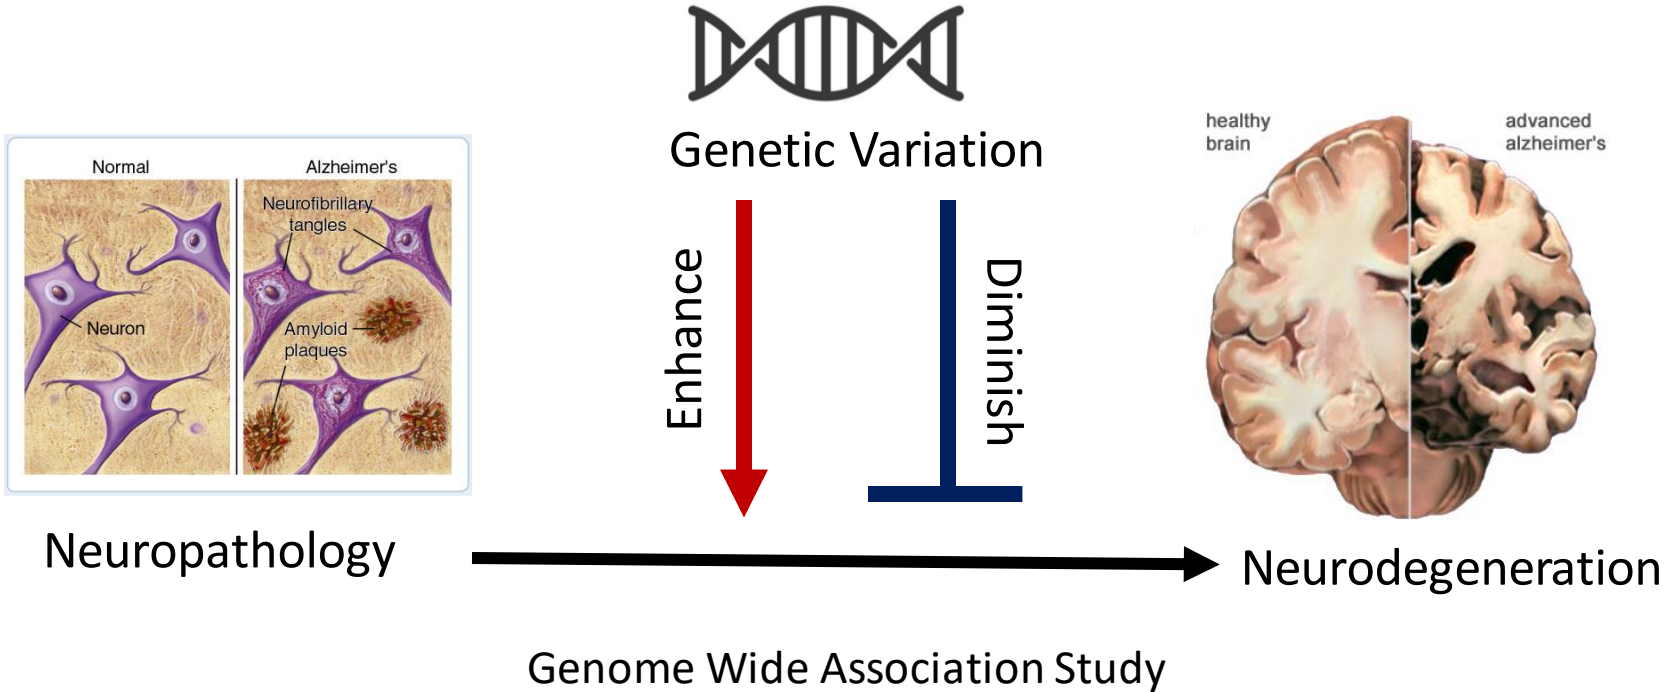 Genetic Variation
Normal
Alzheimer's
Neurofibrillary
tangles
Neuron
Amyloid
plaques
Enhance
Diminish
healthy
brain
advanced
alzheimer's
Neuropathology
Neurodegeneration
Genome Wide Association Study